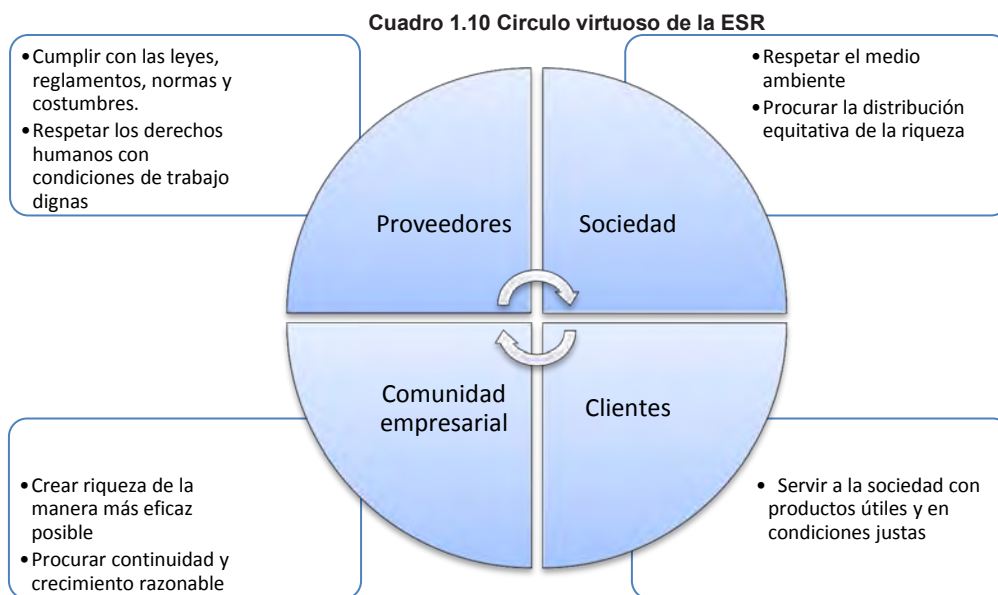 Cuadro 1.10 Circulo virtuoso de la ESR
•Cumplir con las leyes,
reglamentos, normas y
costumbres.
•Respetar los derechos
humanos con
condiciones de trabajo
dignas
•Respetar el medio
ambiente
•Procurar la distribución
equitativa de la riqueza
Proveedores
Sociedad
Comunidad
empresarial
Clientes
•Crear riqueza de la
manera más eficaz
posible
•Procurar continuidad y
crecimiento razonable
• Servir a la sociedad con
productos útiles y en
condiciones justas